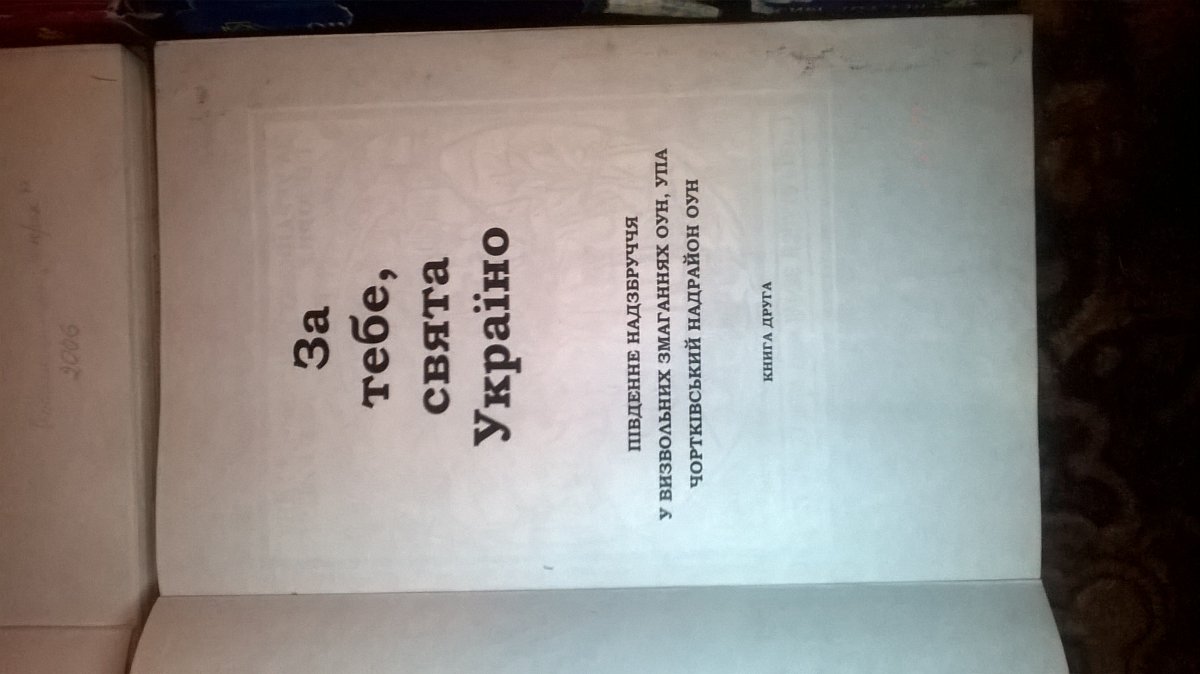 За
тебе,
свята
Україно
ПІВДЕННЕ НАДЗБРУЧЧЯ
У ВИЗВОЛЬНИХ ЗМАГАННЯХ ОУН, УПА
ЧОРТКІВСЬКИЙ НАДРАЙОН ОУН
КНИГА ДРУГА
2006